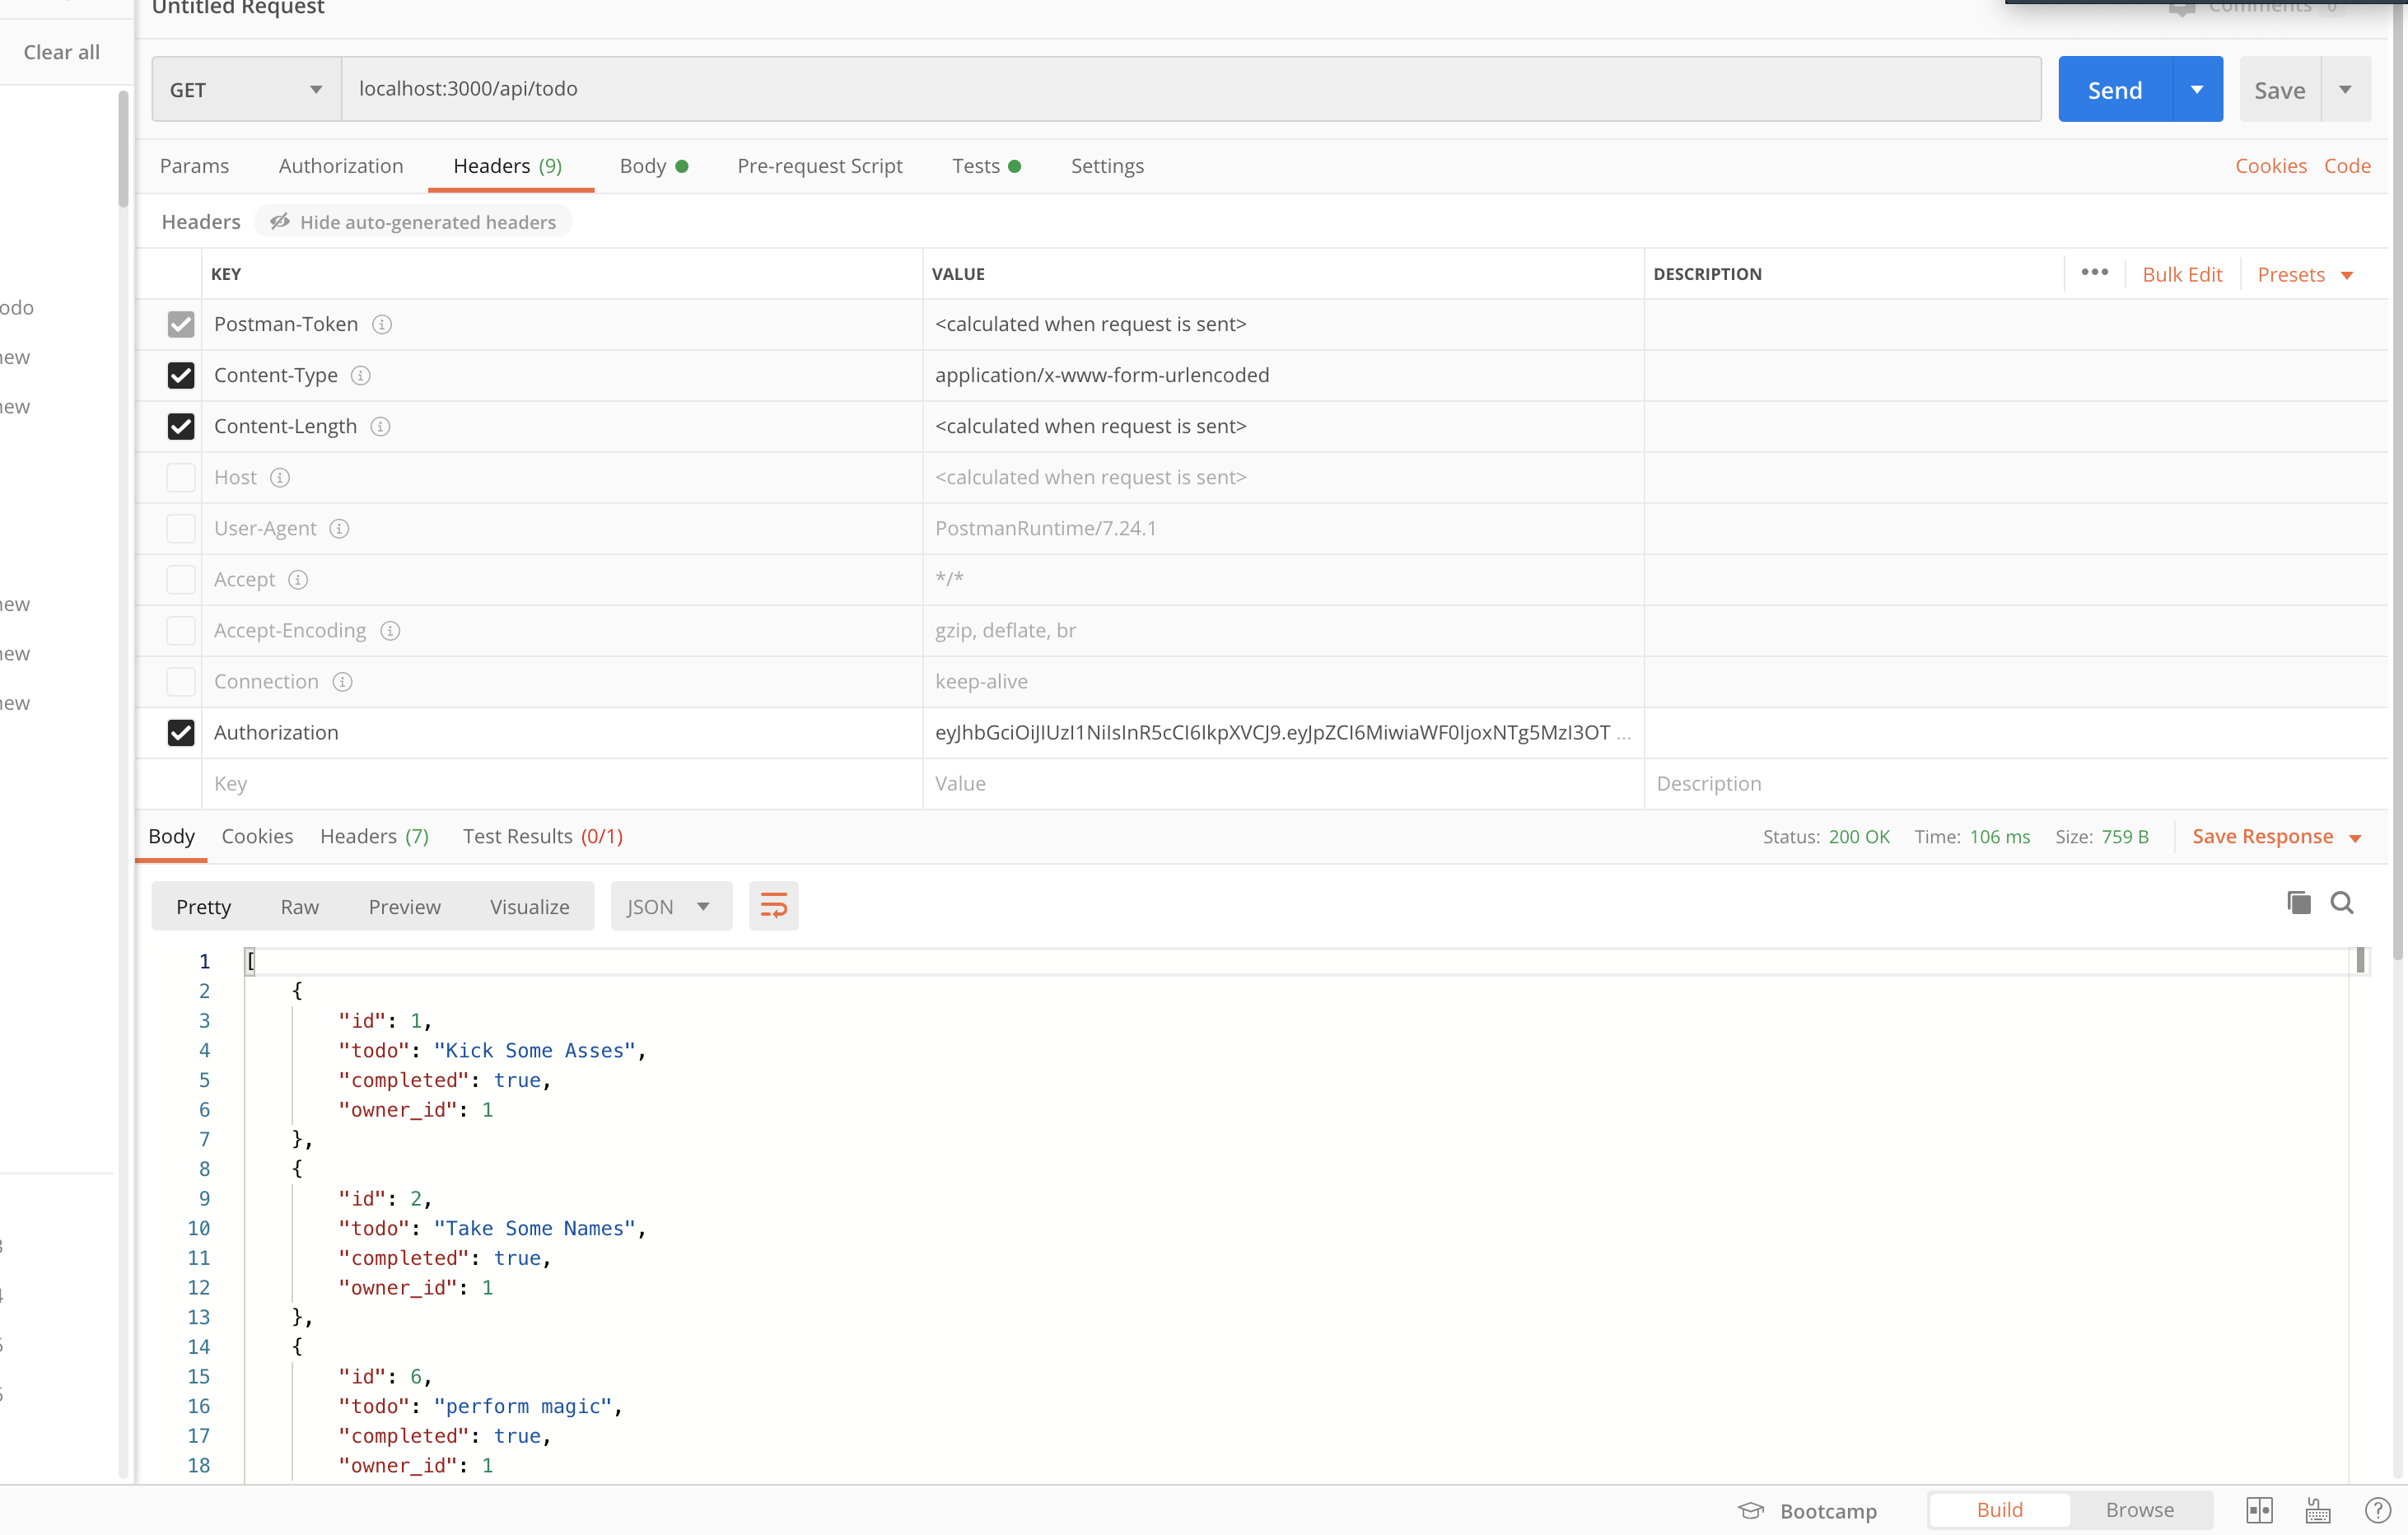 Untitled Request
Comments 0
Clear all
GET
localhost:3000/api/todo
Send
Save
Params Authorization Headers (9) Body Pre-request Script Tests Settings Cookies Code
Headers Hide auto-generated headers
KEY VALUE DESCRIPTION ••• Bulk Edit Presets
Postman-Token <calculated when request is sent>
Content-Type application/x-www-form-urlencoded
Content-Length <calculated when request is sent>
Host <calculated when request is sent>
User-Agent PostmanRuntime/7.24.1
Accept */*
Accept-Encoding gzip, deflate, br
Connection keep-alive
Authorization eyJhbGciOiJIUzI1NiIsInR5cCI6IkpXVCJ9.eyJpZCI6MiwiaWF0IjoxNTg5MzI3OT ...
Key Value Description
odo
new
new
new
new
new
Body Cookies Headers (7) Test Results (0/1) Status: 200 OK Time: 106 ms Size: 759 B Save Response
Pretty Raw Preview Visualize JSON
1 [
2 {
3 "id": 1,
4 "todo": "Kick Some Asses",
5 "completed": true,
6 "owner_id": 1
7 },
8 {
9 "id": 2,
10 "todo": "Take Some Names",
11 "completed": true,
12 "owner_id": 1
13 },
14 {
15 "id": 6,
16 "todo": "perform magic",
17 "completed": true,
18 "owner_id": 1
Bootcamp Build Browse